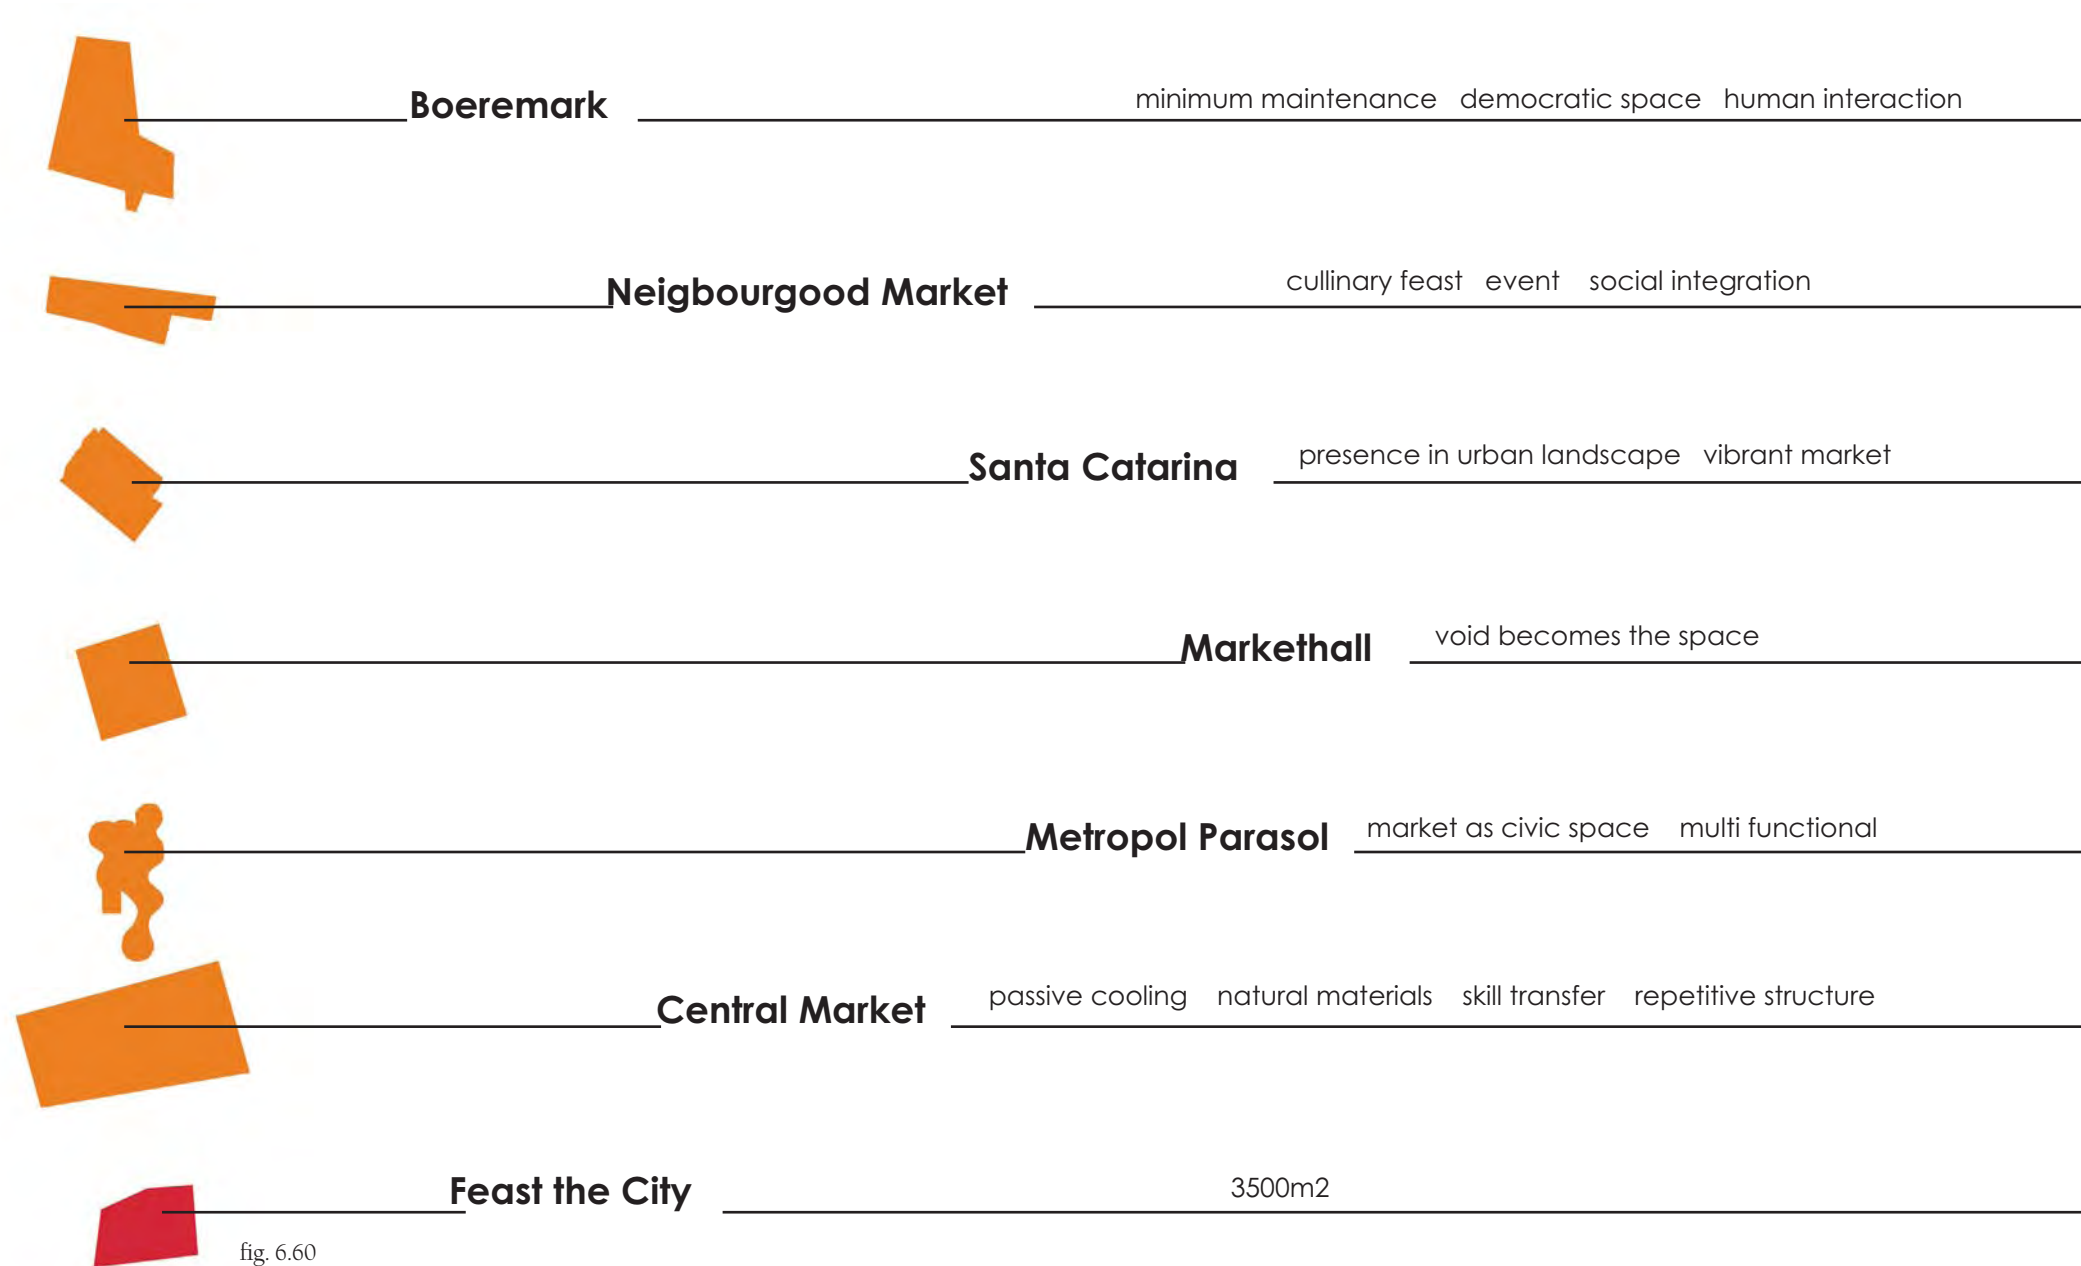 Boeremark minimum maintenance democratic space human interaction
Neigbourgood Market cullinary feast event social integration
Santa Catarina presence in urban landscape vibrant market
Markethall void becomes the space
Metropol Parasol market as civic space multi functional
Central Market passive cooling natural materials skill transfer repetitive structure
Feast the City 3500m2
fig. 6.60